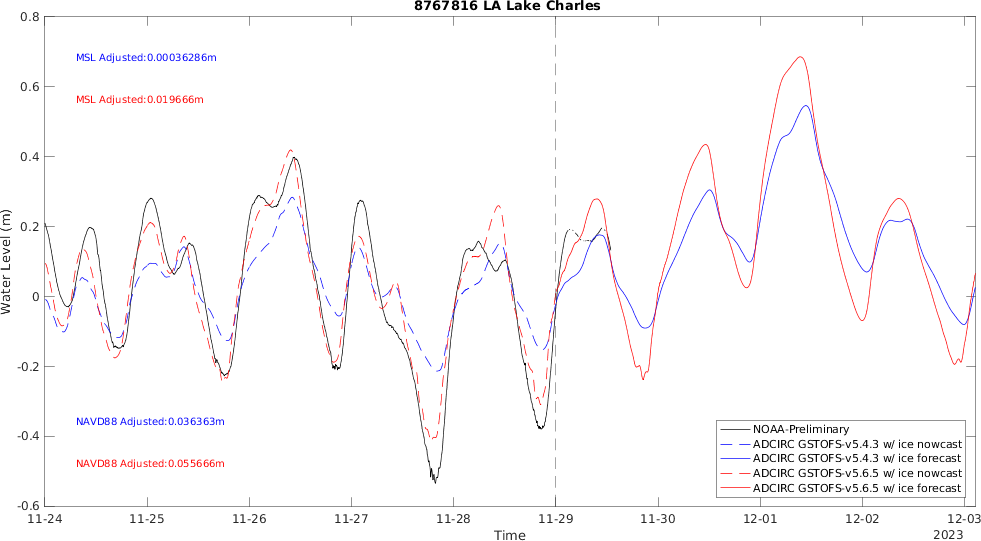 8767816 LA Lake Charles
0.8
MSL Adjusted:0.00036286m
0.6
MSL Adjusted:0.019666m
0.4
0.2
Water Level (m)
0
-0.2
NAVD88 Adjusted:0.036363m
-0.4
NAVD88 Adjusted:0.055666m
-0.6
NOAA-Preliminary
ADCIRC GSTOFS-v5.4.3 w/ ice nowcast
ADCIRC GSTOFS-v5.4.3 w/ ice forecast
ADCIRC GSTOFS-v5.6.5 w/ ice nowcast
ADCIRC GSTOFS-v5.6.5 w/ ice forecast
11-24 11-25 11-26 11-27 11-28 11-29 11-30 12-01 12-02 12-03
Time
2023